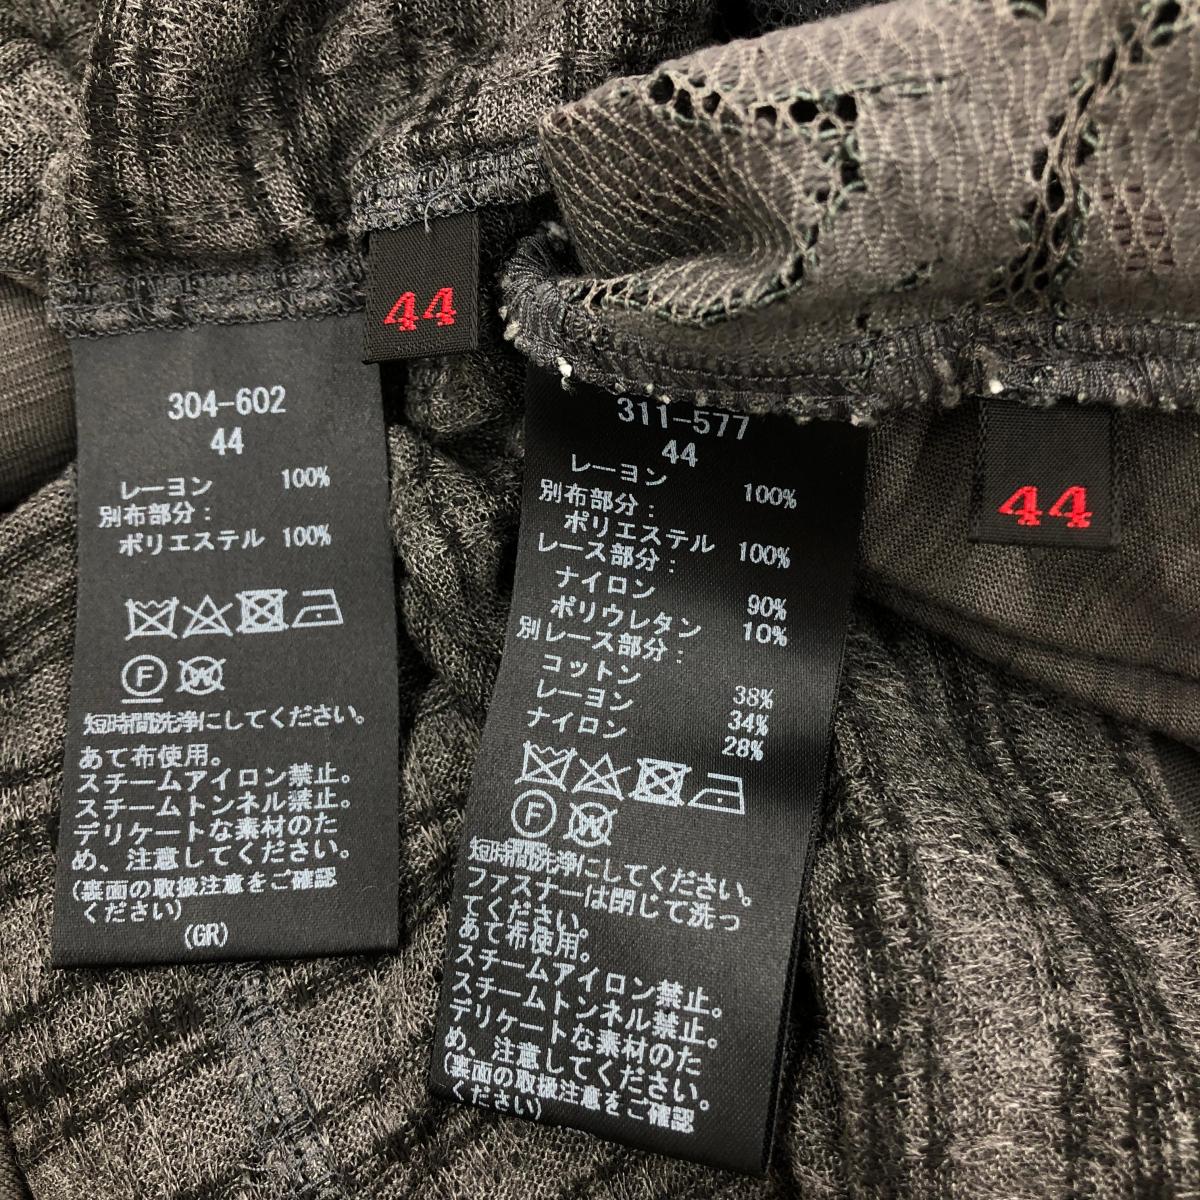 44
304-602
44
レーヨン 100%
別布部分：
ポリエステル 100%
F W
短時間洗浄にしてください。
あて布使用。
スチームアイロン禁止。
スチームトンネル禁止。
デリケートな素材のた
め、注意してください。
(裏面の取扱注意をご確認
ください)
(GR)
311-577
44
レーヨン 100%
別布部分：
ポリエステル 100%
レース部分：
ナイロン 90%
ポリウレタン 10%
別レース部分：
コットン 38%
レーヨン 34%
ナイロン 28%
F W
短時間洗浄にしてください。
ファスナーは閉じて洗っ
てください。
あて布使用。
スチームアイロン禁止。
スチームトンネル禁止。
デリケートな素材のた
め、注意してください。
(裏面の取扱注意をご確認
ください)
44